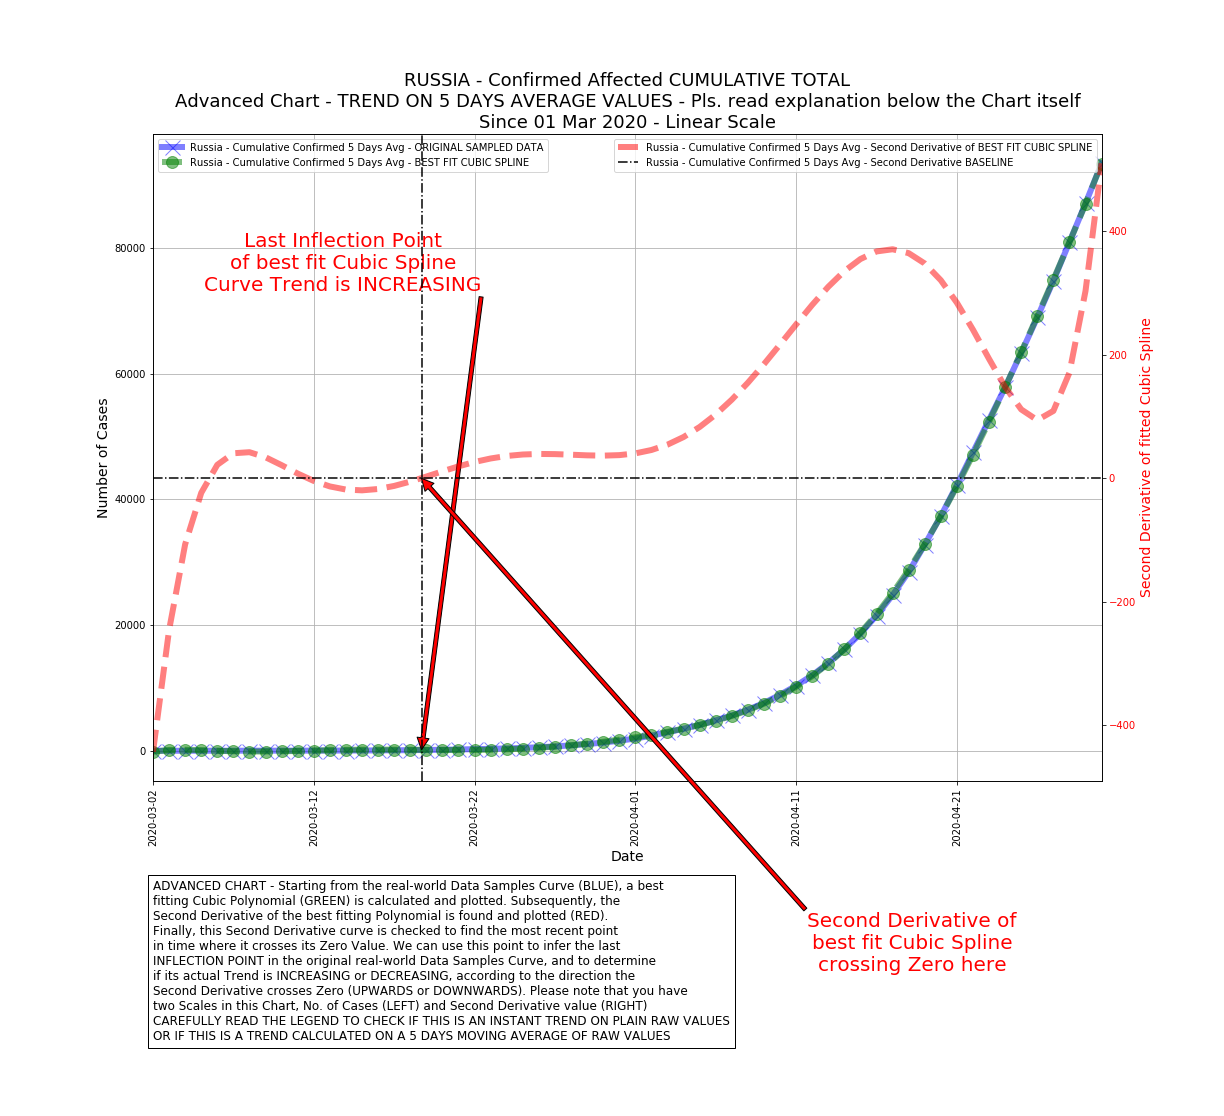 RUSSIA - Confirmed Affected CUMULATIVE TOTAL
Advanced Chart - TREND ON 5 DAYS AVERAGE VALUES - Pls. read explanation below the Chart itself
Since 01 Mar 2020 - Linear Scale
Russia - Cumulative Confirmed 5 Days Avg - ORIGINAL SAMPLED DATA
Russia - Cumulative Confirmed 5 Days Avg - BEST FIT CUBIC SPLINE
Russia - Cumulative Confirmed 5 Days Avg - Second Derivative of BEST FIT CUBIC SPLINE
Russia - Cumulative Confirmed 5 Days Avg - Second Derivative BASELINE
Last Inflection Point
of best fit Cubic Spline
Curve Trend is INCREASING
Number of Cases
80000
60000
40000
20000
0
400
200
0
−200
−400
Second Derivative of fitted Cubic Spline
2020-03-02
2020-03-12
2020-03-22
2020-04-01
2020-04-11
2020-04-21
Date
Second Derivative of
best fit Cubic Spline
crossing Zero here
ADVANCED CHART - Starting from the real-world Data Samples Curve (BLUE), a best
fitting Cubic Polynomial (GREEN) is calculated and plotted. Subsequently, the
Second Derivative of the best fitting Polynomial is found and plotted (RED).
Finally, this Second Derivative curve is checked to find the most recent point
in time where it crosses its Zero Value. We can use this point to infer the last
INFLECTION POINT in the original real-world Data Samples Curve, and to determine
if its actual Trend is INCREASING or DECREASING, according to the direction the
Second Derivative crosses Zero (UPWARDS or DOWNWARDS). Please note that you have
two Scales in this Chart, No. of Cases (LEFT) and Second Derivative value (RIGHT)
CAREFULLY READ THE LEGEND TO CHECK IF THIS IS AN INSTANT TREND ON PLAIN RAW VALUES
OR IF THIS IS A TREND CALCULATED ON A 5 DAYS MOVING AVERAGE OF RAW VALUES